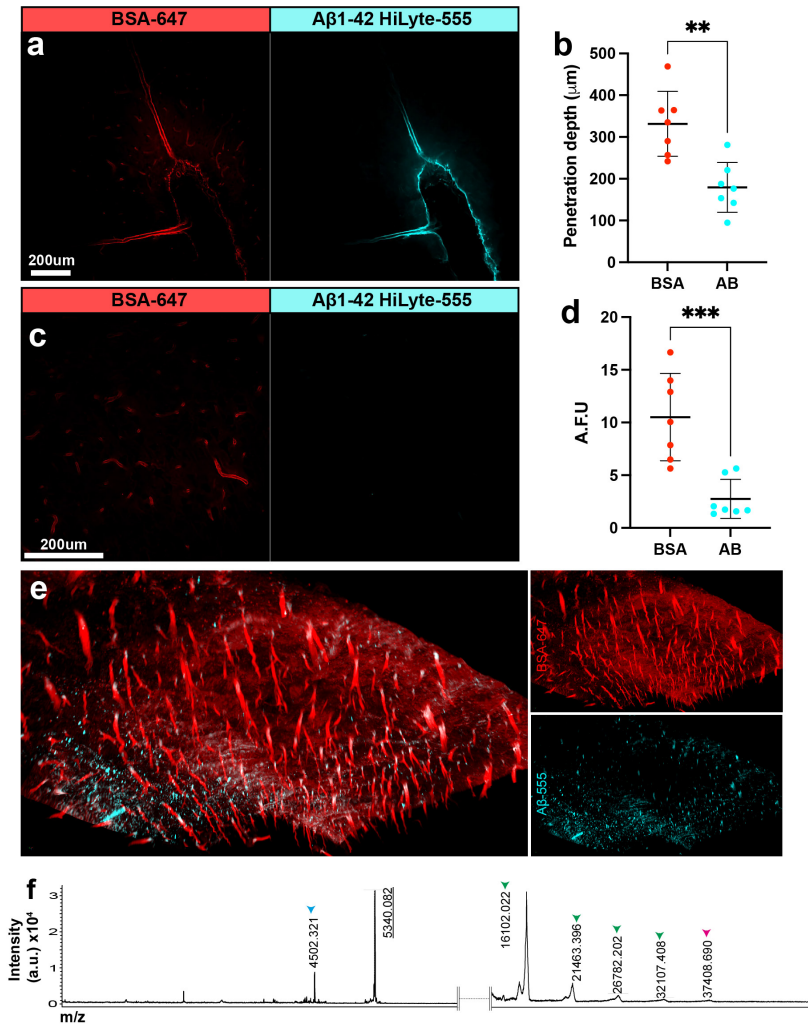 BSA-647 Aβ1-42 HiLyte-555
a
200um
b
**
Penetration depth (μm)
500
400
300
200
100
0
BSA AB
BSA-647 Aβ1-42 HiLyte-555
c
200um
d
***
A.F.U
20
15
10
5
0
BSA AB
e
BSA-647
Aβ-555
f
Intensity
(a.u.) x10⁴
3
2
1
0
4502.321
5340.082
16102.022
21463.396
26782.202
32107.408
37408.690
m/z